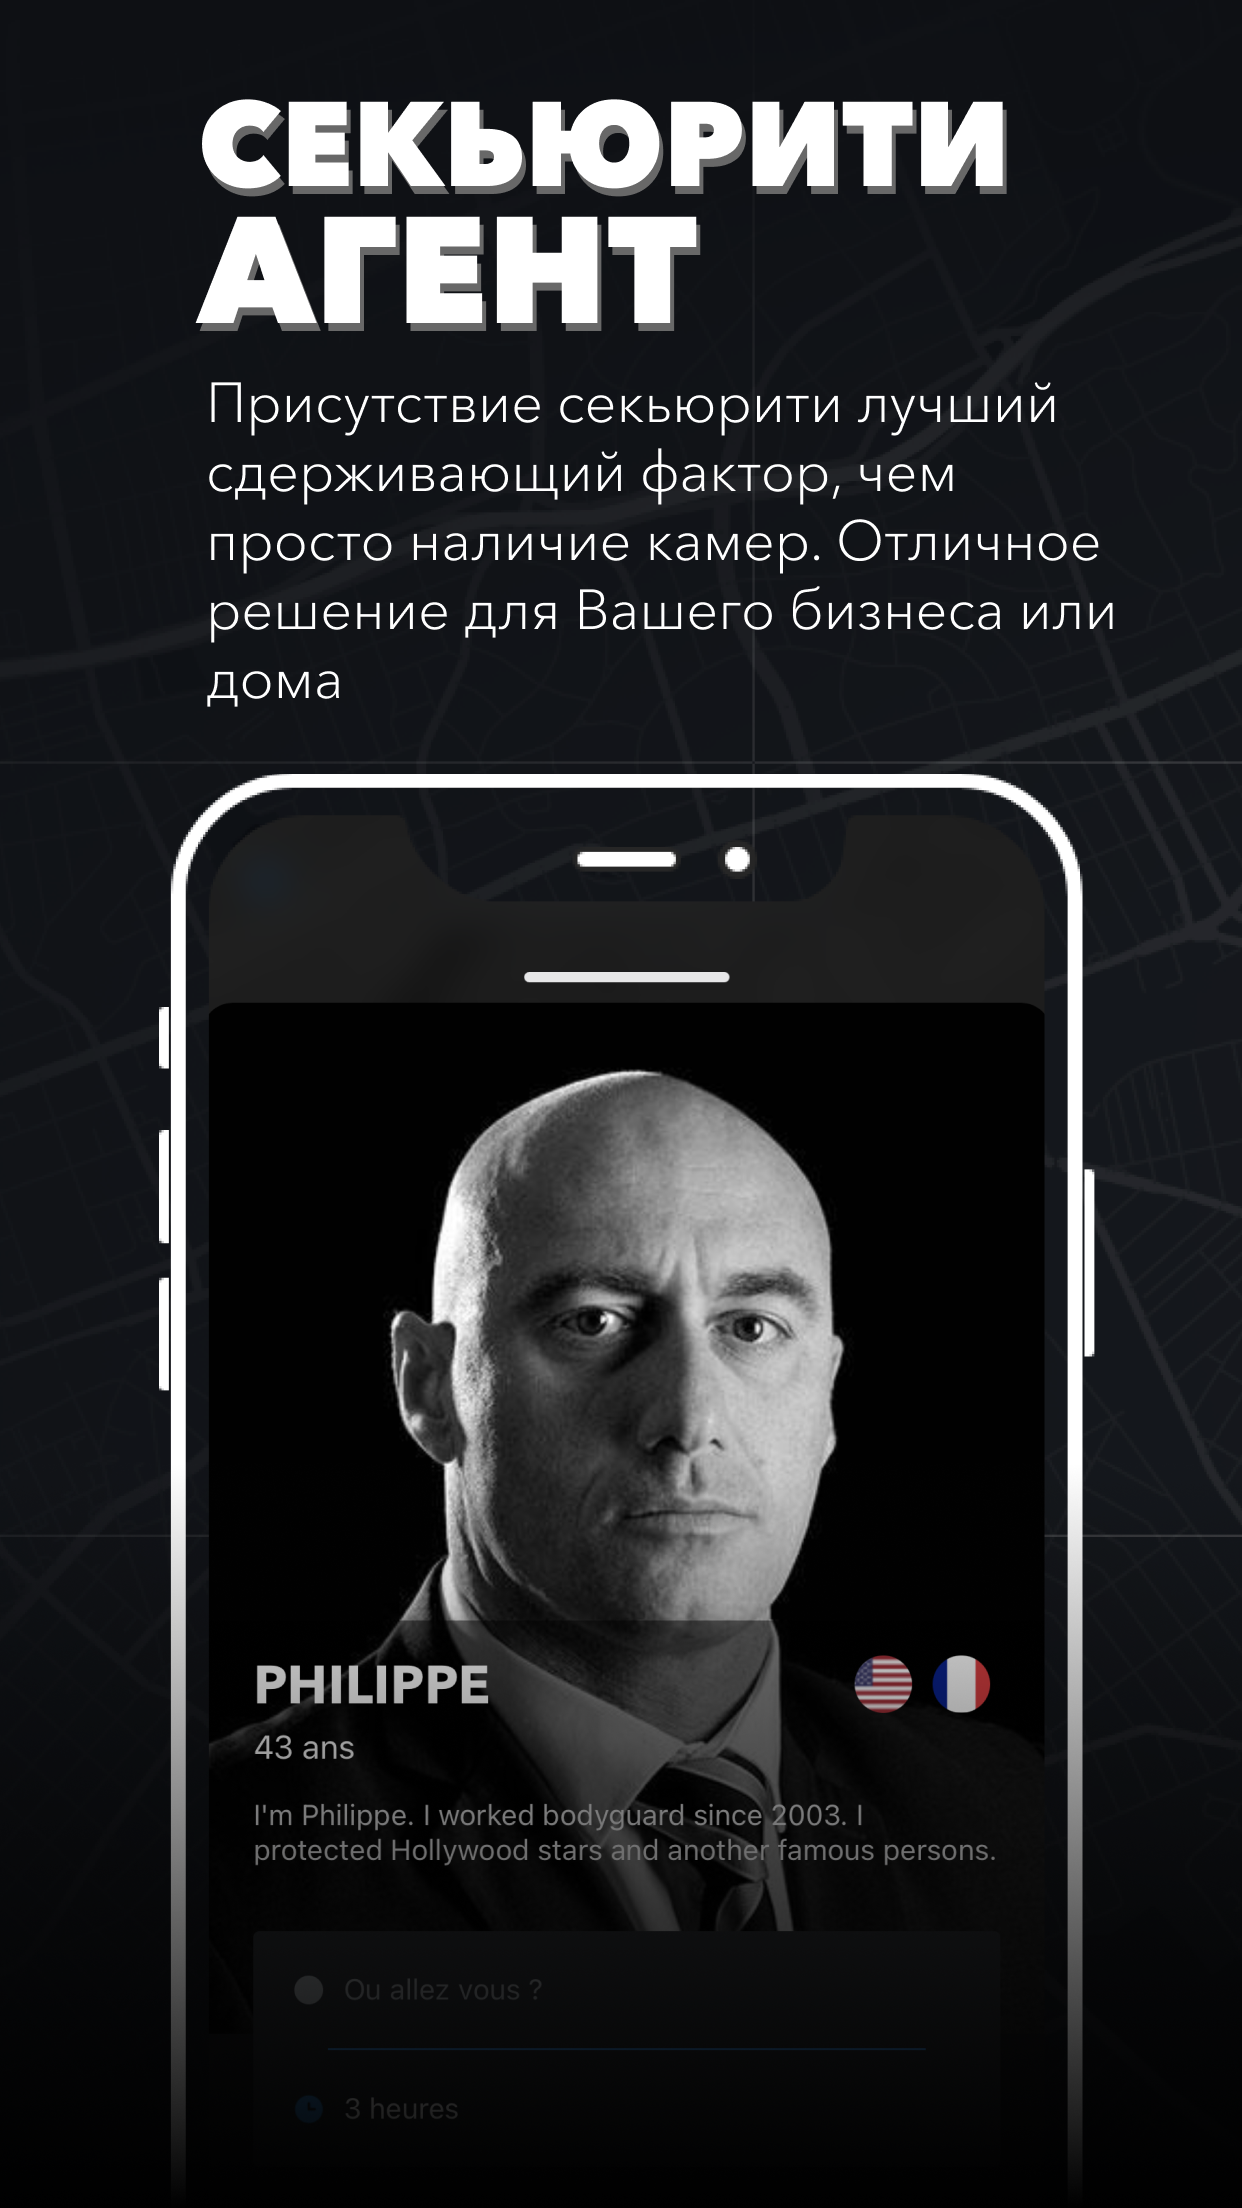 СЕКЬЮРИТИ
АГЕНТ
Присутствие секьюрити лучший
сдерживающий фактор, чем
просто наличие камер. Отличное
решение для Вашего бизнеса или
дома
PHILIPPE
43 ans
I'm Philippe. I worked bodyguard since 2003. I
protected Hollywood stars and another famous persons.
Ou allez vous ?
3 heures